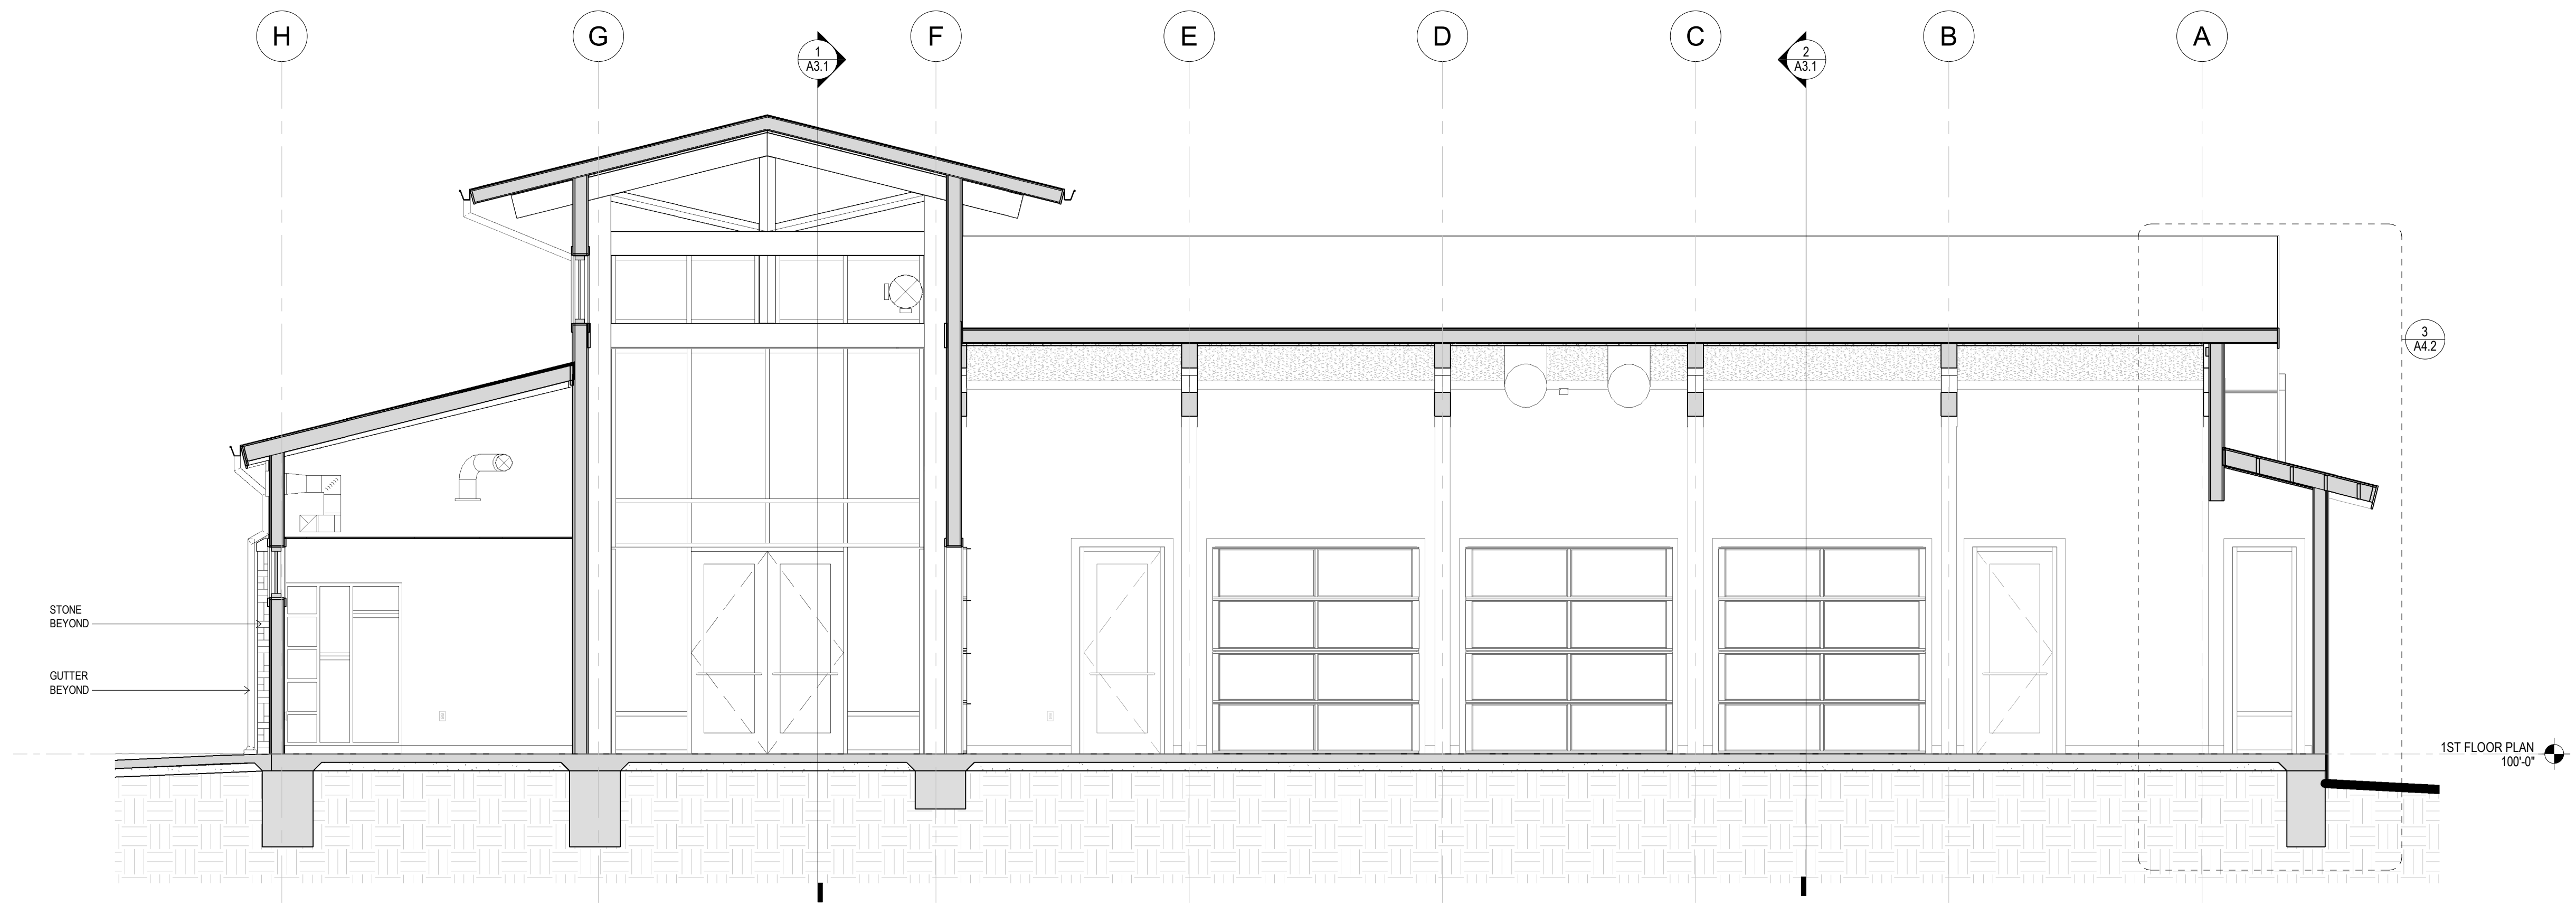 H
G
1
A3.1
F
E
D
C
2
A3.1
B
A
3
A4.2
STONE
BEYOND
GUTTER
BEYOND
1ST FLOOR PLAN
100'-0"